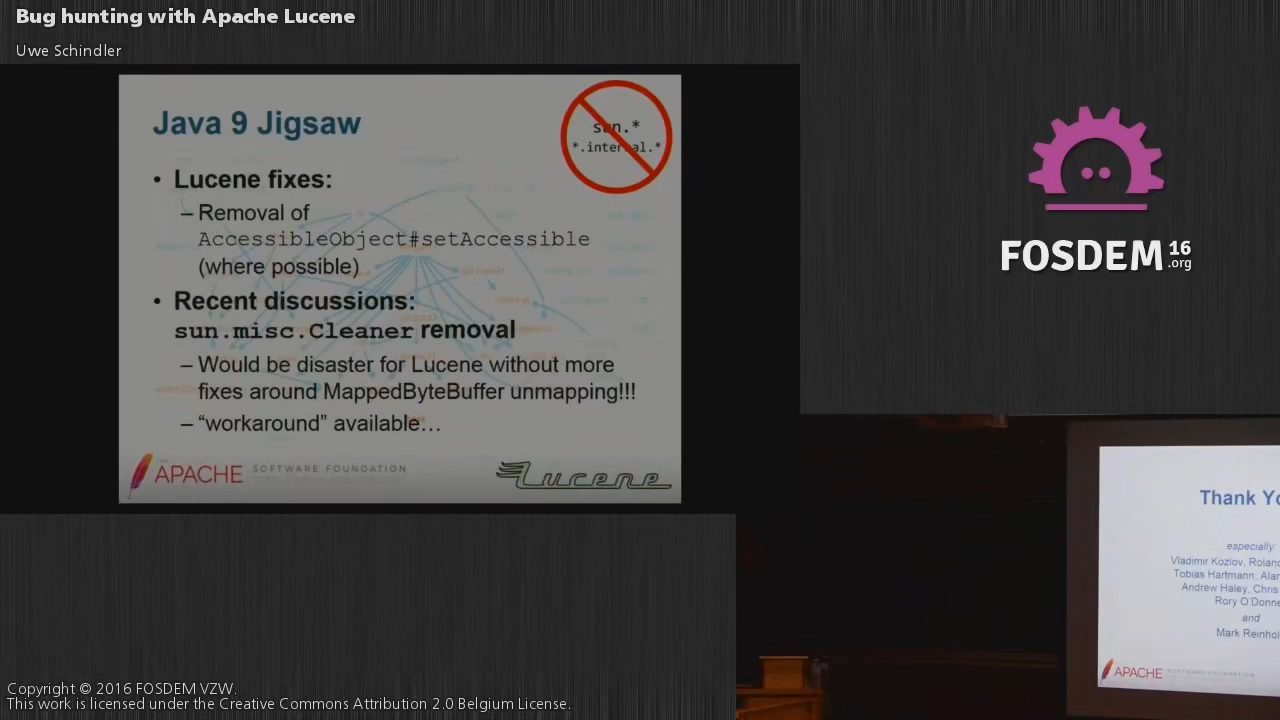 Bug hunting with Apache Lucene
Uwe Schindler
Java 9 Jigsaw
sun.*
*.internal.*
• Lucene fixes:
– Removal of
AccessibleObject#setAccessible
(where possible)
• Recent discussions:
sun.misc.Cleaner removal
– Would be disaster for Lucene without more
fixes around MappedByteBuffer unmapping!!!
– “workaround” available…
APACHE SOFTWARE FOUNDATION
Lucene
FOSDEM 16
.org
Thank Yo
especially
Vladimir Kozlov, Roland
Tobias Hartmann, Alan
Andrew Haley, Chris
Rory O'Donne
and
Mark Reinhol
APACHE SOFTWARE FOUNDATION
Copyright © 2016 FOSDEM VZW.
This work is licensed under the Creative Commons Attribution 2.0 Belgium License.